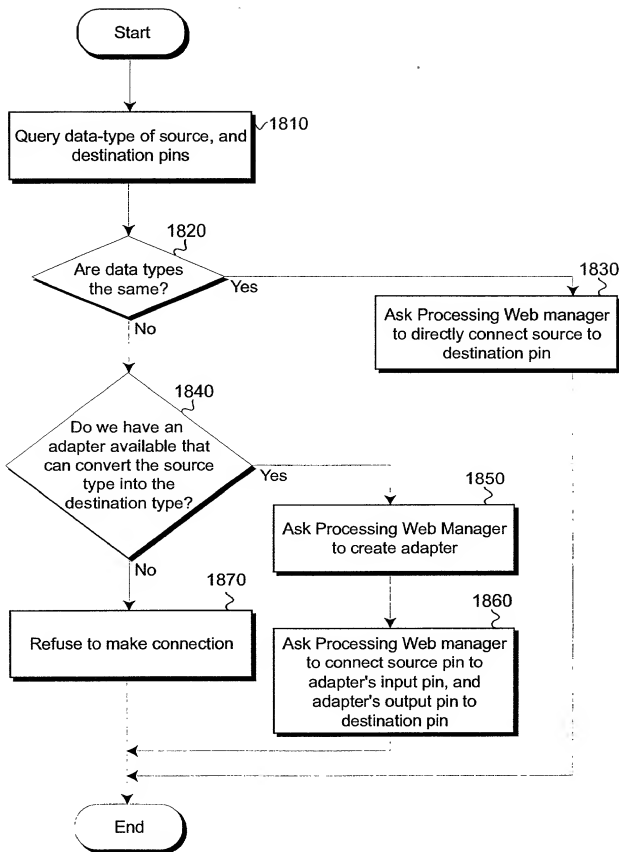 Start
1810
Query data-type of source, and
destination pins
1820
Are data types
the same?
Yes
No
1830
Ask Processing Web manager
to directly connect source to
destination pin
1840
Do we have an
adapter available that
can convert the source
type into the
destination type?
Yes
No
1850
Ask Processing Web Manager
to create adapter
1870
Refuse to make connection
1860
Ask Processing Web manager
to connect source pin to
adapter's input pin, and
adapter's output pin to
destination pin
End